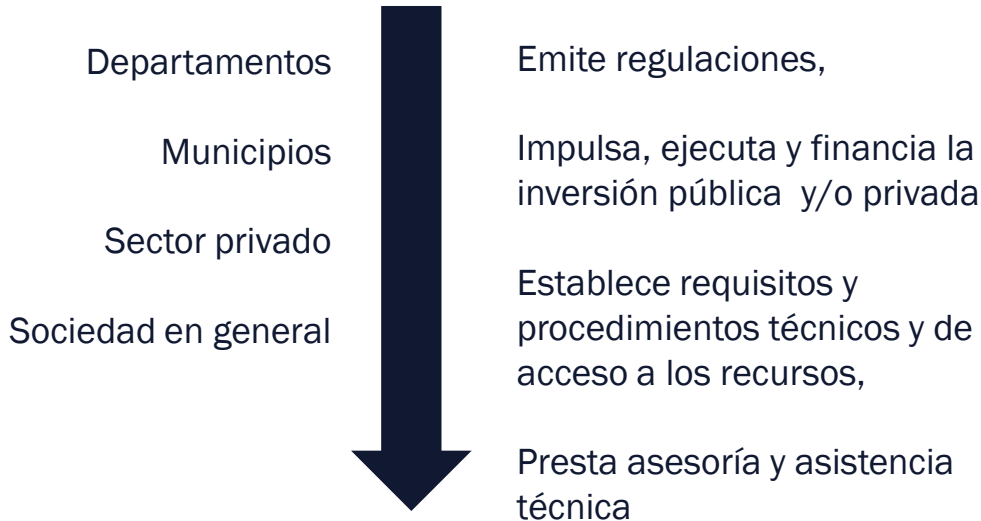 Departamentos
Municipios
Sector privado
Sociedad en general
Emite regulaciones,
Impulsa, ejecuta y financia la
inversión pública y/o privada
Establece requisitos y
procedimientos técnicos y de
acceso a los recursos,
Presta asesoría y asistencia
técnica